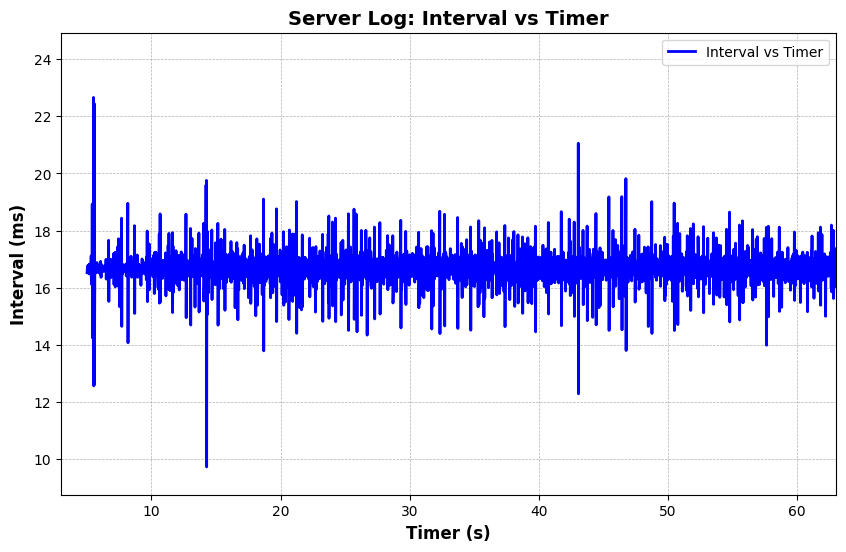 Server Log: Interval vs Timer
Interval vs Timer
24
22
20
18
16
14
12
10
Interval (ms)
10 20 30 40 50 60
Timer (s)